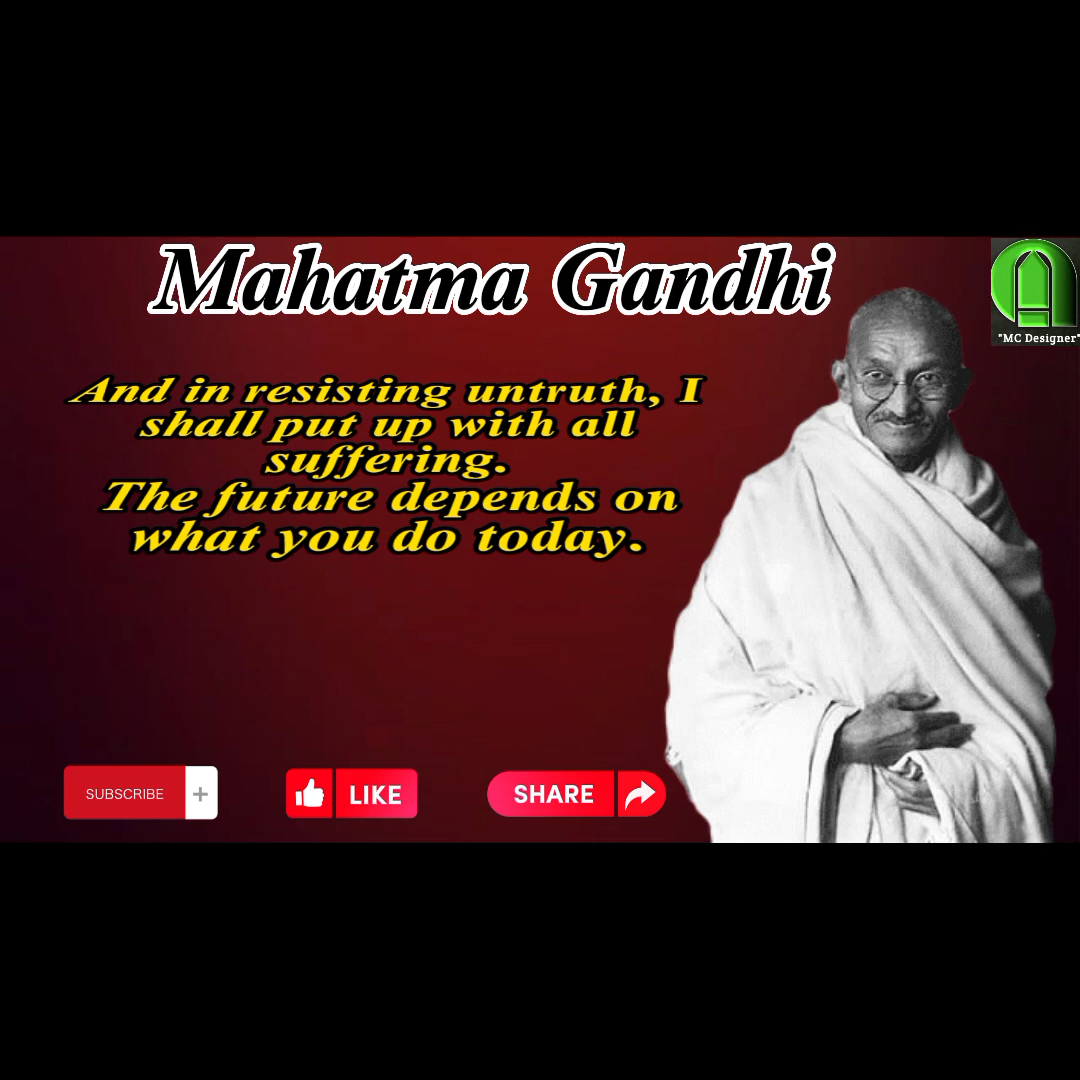 Mahatma Gandhi
"MC Designer"
And in resisting untruth, I
shall put up with all
suffering.
The future depends on
what you do today.
SUBSCRIBE +
LIKE
SHARE